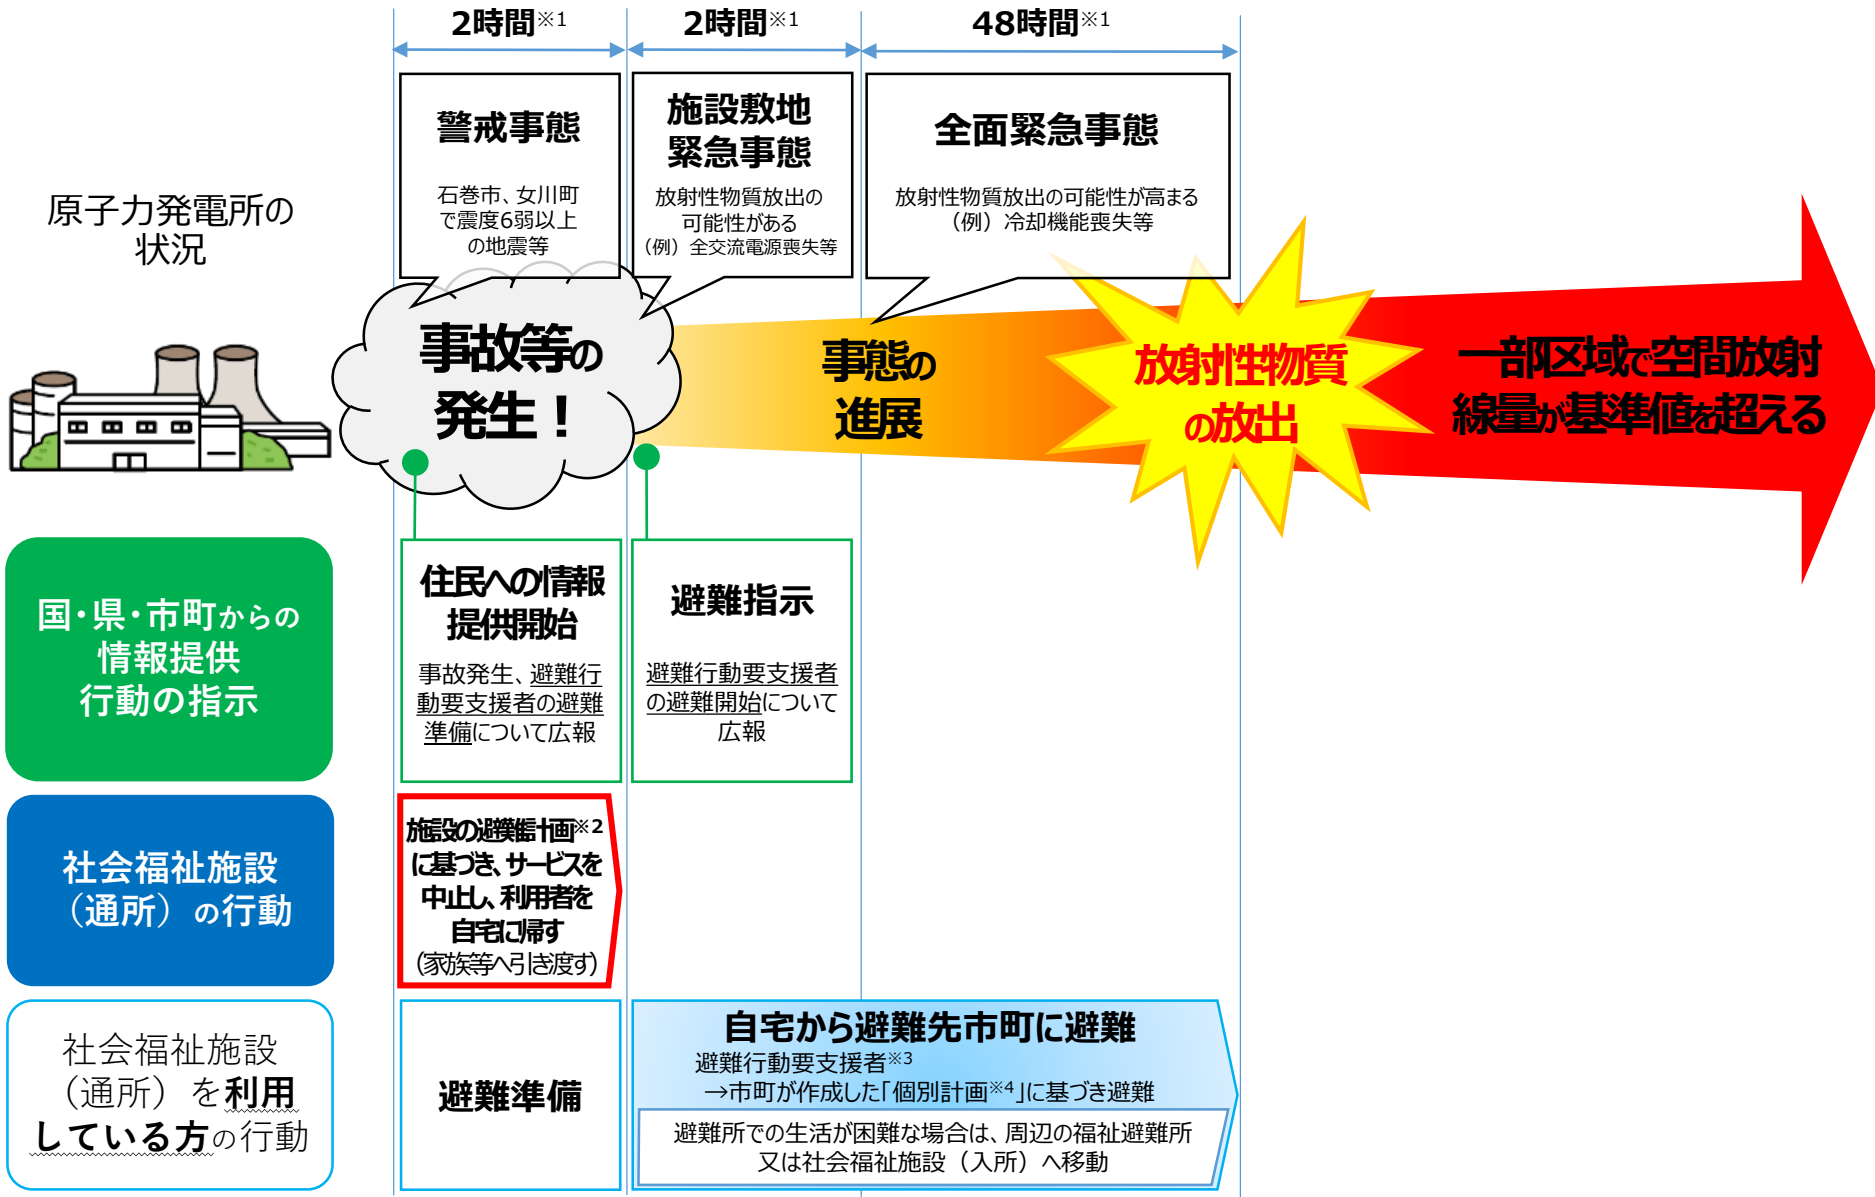 2時間※1
2時間※1
48時間※1
警戒事態
石巻市、女川町
で震度6弱以上
の地震等
施設敷地
緊急事態
放射性物質放出の
可能性がある
（例）全交流電源喪失等
全面緊急事態
放射性物質放出の可能性が高まる
（例）冷却機能喪失等
原子力発電所の
状況
事故等の
発生！
事態の
進展
放射性物質
の放出
一部区域で空間放射
線量が基準値を超える
国・県・市町からの
情報提供
行動の指示
住民への情報
提供開始
事故発生、避難行
動要支援者の避難
準備について広報
避難指示
避難行動要支援者
の避難開始について
広報
社会福祉施設
（通所）の行動
施設の避難計画※2
に基づき、サービスを
中止し、利用者を
自宅に帰す
（家族等へ引き渡す）
社会福祉施設
（通所）を利用
している方の行動
避難準備
自宅から避難先市町に避難
避難行動要支援者※3
→市町が作成した「個別計画※4」に基づき避難
避難所での生活が困難な場合は、周辺の福祉避難所
又は社会福祉施設（入所）へ移動